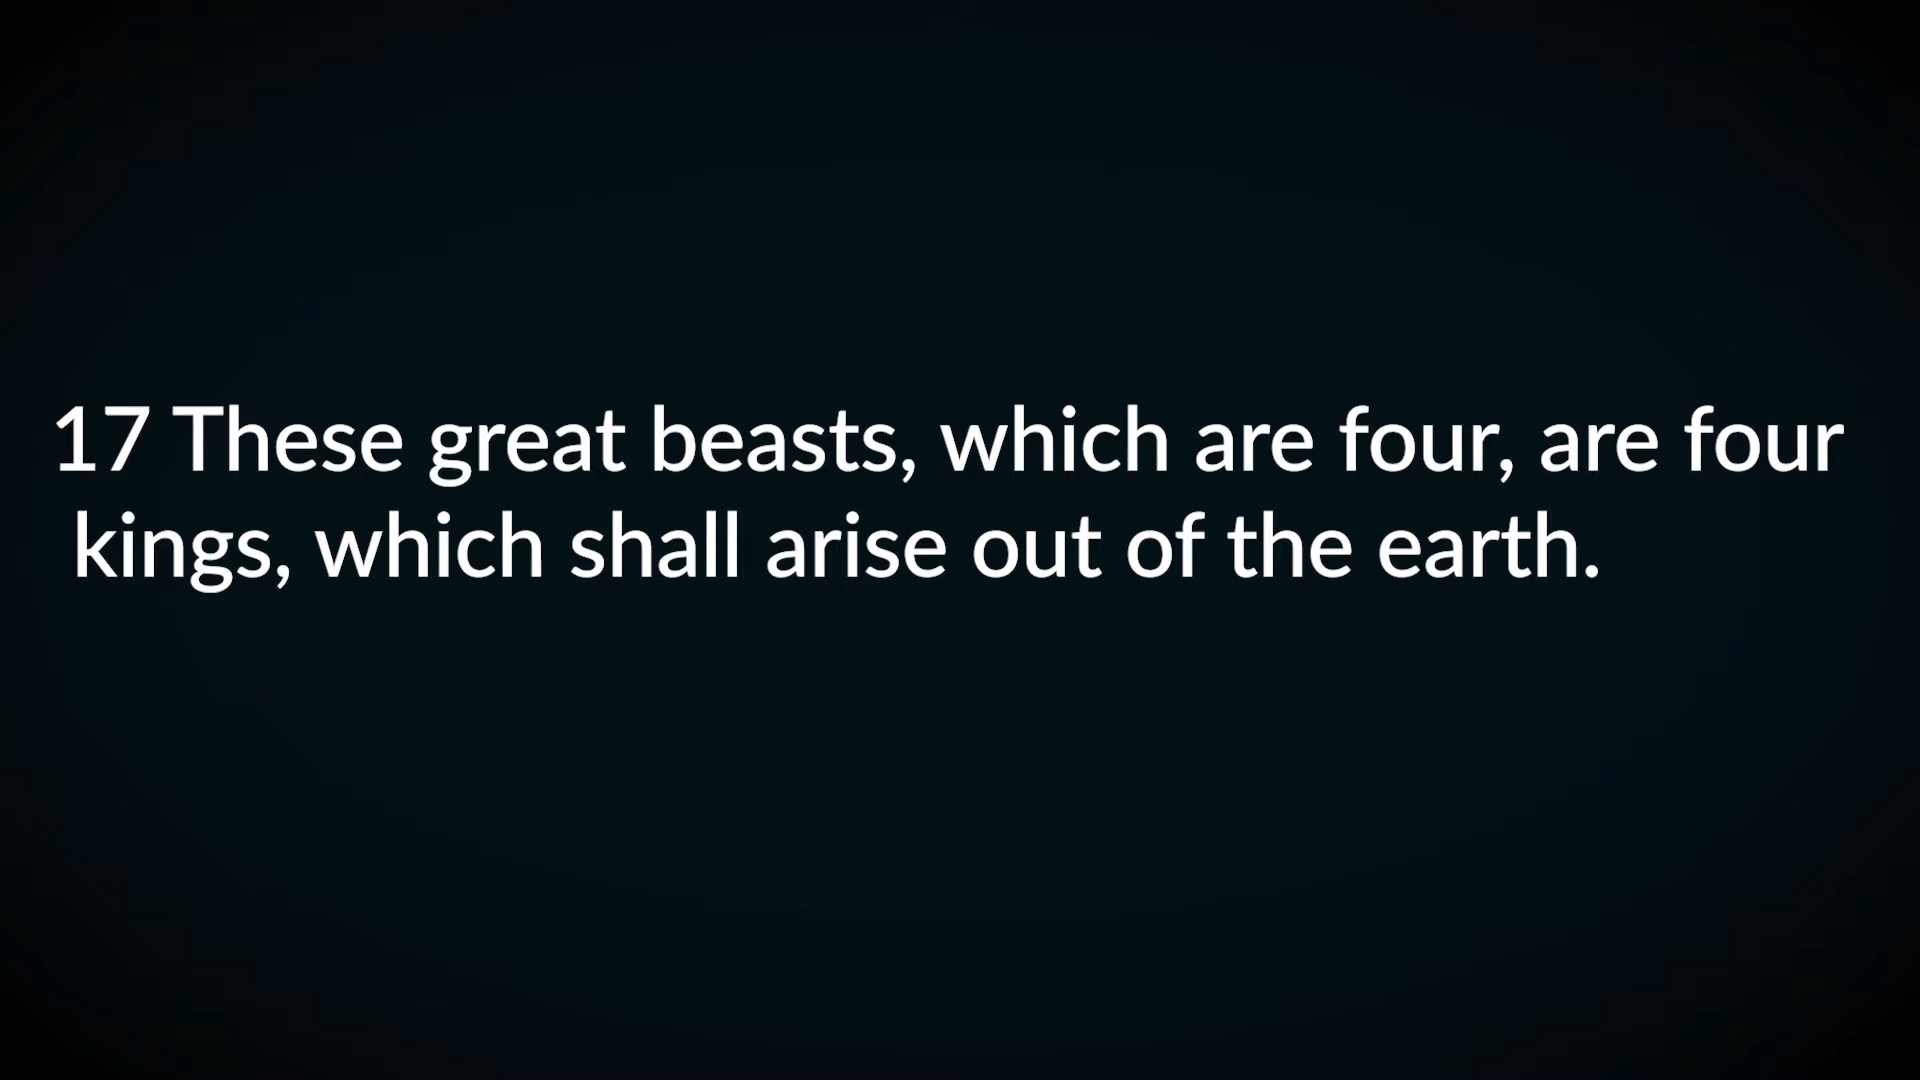 17 These great beasts, which are four, are four
kings, which shall arise out of the earth.